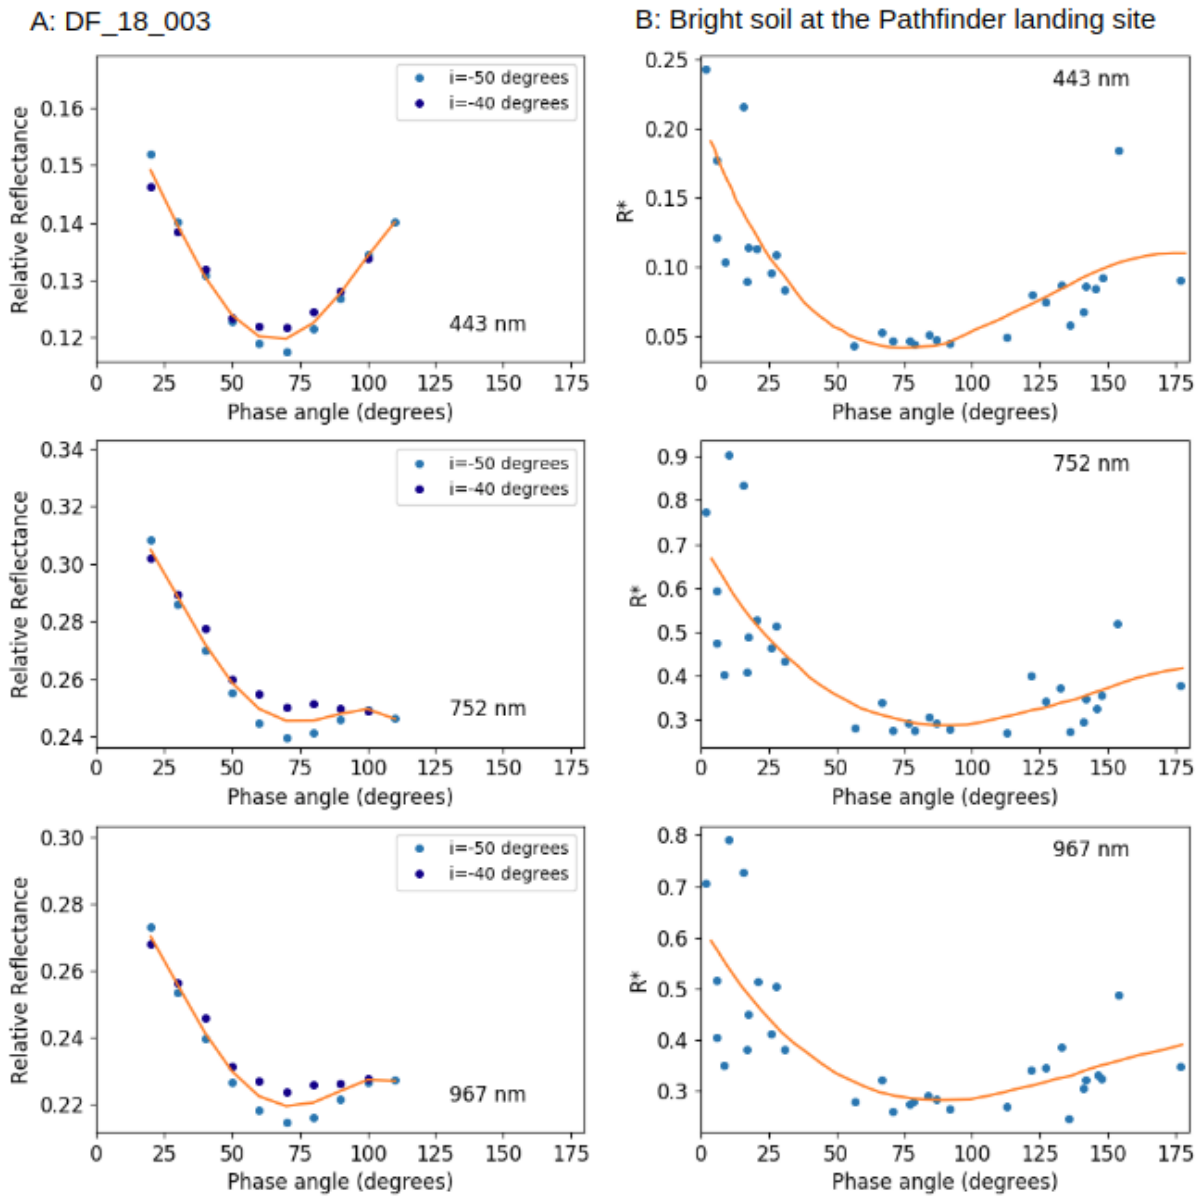 A: DF_18_003
B: Bright soil at the Pathfinder landing site
Relative Reflectance
0.16
0.15
0.14
0.13
0.12
i=-50 degrees
i=-40 degrees
443 nm
0 25 50 75 100 125 150 175
Phase angle (degrees)
R*
0.25
0.20
0.15
0.10
0.05
443 nm
0 25 50 75 100 125 150 175
Phase angle (degrees)
Relative Reflectance
0.34
0.32
0.30
0.28
0.26
0.24
i=-50 degrees
i=-40 degrees
752 nm
0 25 50 75 100 125 150 175
Phase angle (degrees)
R*
0.9
0.8
0.7
0.6
0.5
0.4
0.3
752 nm
0 25 50 75 100 125 150 175
Phase angle (degrees)
Relative Reflectance
0.30
0.28
0.26
0.24
0.22
i=-50 degrees
i=-40 degrees
967 nm
0 25 50 75 100 125 150 175
Phase angle (degrees)
R*
0.8
0.7
0.6
0.5
0.4
0.3
967 nm
0 25 50 75 100 125 150 175
Phase angle (degrees)